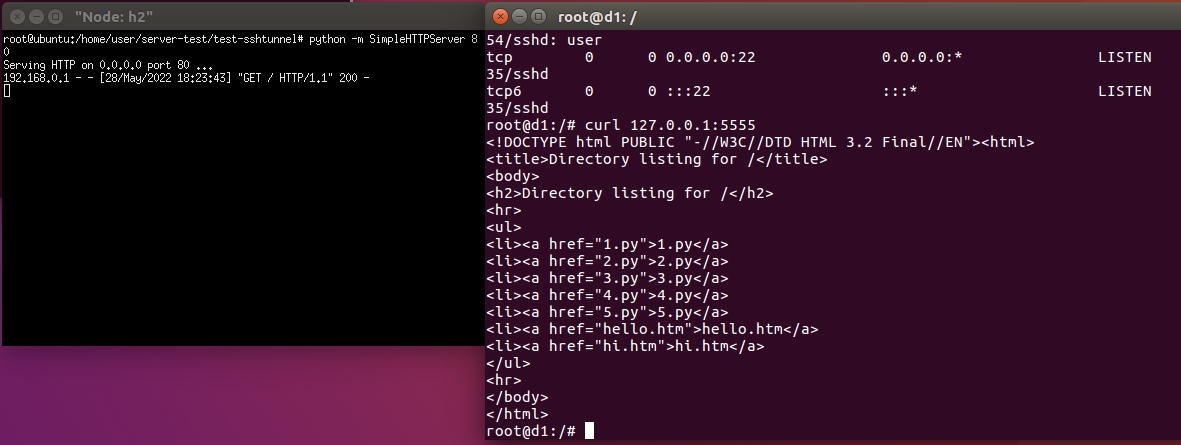 "Node: h2"
root@ubuntu:/home/user/server-test/test-sshtunnel# python -m SimpleHTTPServer 8
0
Serving HTTP on 0.0.0.0 port 80 ...
192.168.0.1 - - [28/May/2022 18:23:43] "GET / HTTP/1.1" 200 -
root@d1: /
54/sshd: user
tcp 0 0 0.0.0.0:22 0.0.0.0:* LISTEN
35/sshd
tcp6 0 0 :::22 :::* LISTEN
35/sshd
root@d1:/# curl 127.0.0.1:5555
<!DOCTYPE html PUBLIC "-//W3C//DTD HTML 3.2 Final//EN"><html>
<title>Directory listing for /</title>
<body>
<h2>Directory listing for /</h2>
<hr>
<ul>
<li><a href="1.py">1.py</a>
<li><a href="2.py">2.py</a>
<li><a href="3.py">3.py</a>
<li><a href="4.py">4.py</a>
<li><a href="5.py">5.py</a>
<li><a href="hello.htm">hello.htm</a>
<li><a href="hi.htm">hi.htm</a>
</ul>
<hr>
</body>
</html>
root@d1:/#